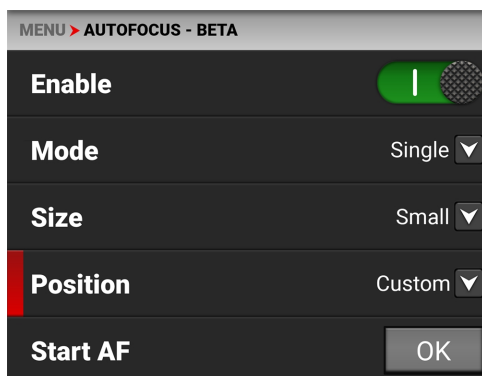 MENU > AUTOFOCUS - BETA
Enable
Mode Single
Size Small
Position Custom
Start AF OK